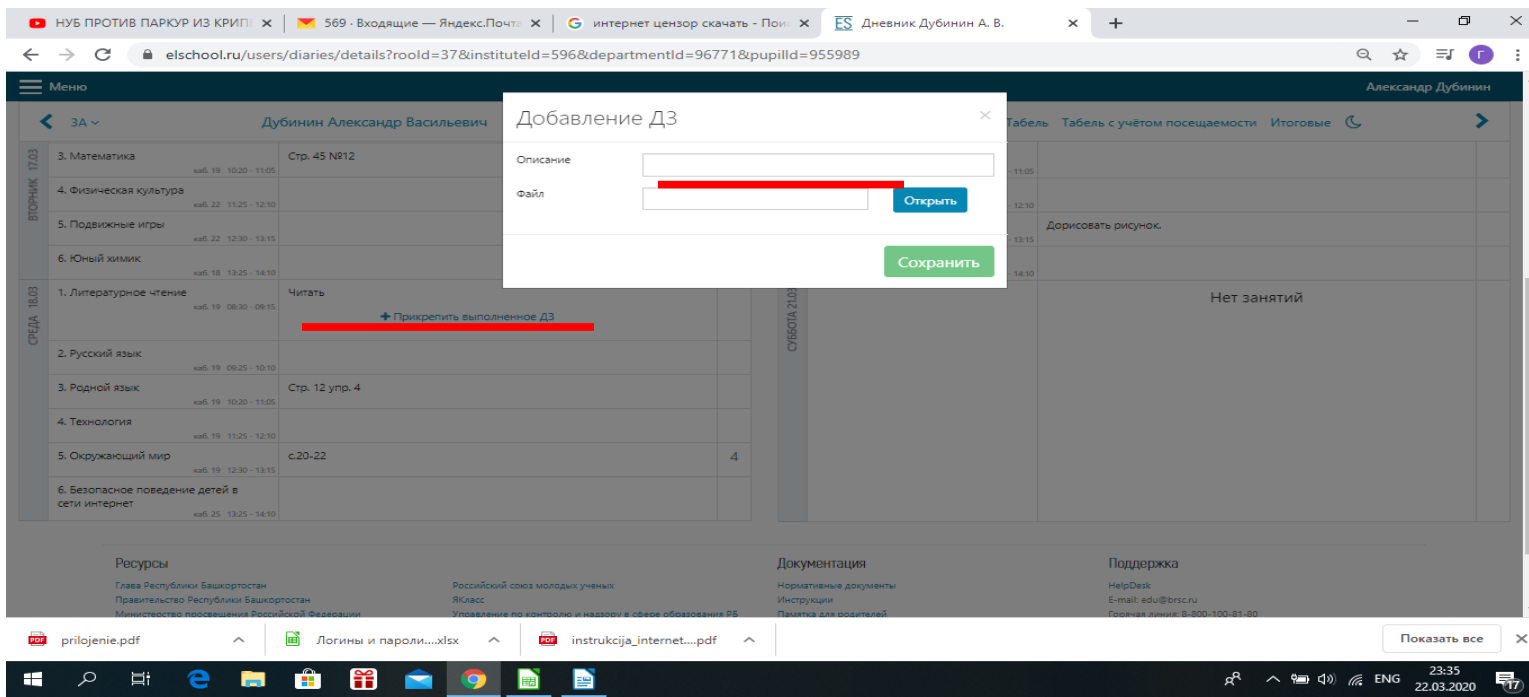 НУБ ПРОТИВ ПАРКУР ИЗ КРИП
569 · Входящие — Яндекс.Почта
интернет цензор скачать - Пои
ES Дневник Дубинин А. В.
elschool.ru/users/diaries/details?rooId=37&instituteId=596&departmentId=96771&pupilId=955989
Г
Меню
Александр Дубинин
3А
Дубинин Александр Васильевич
Табель Табель с учётом посещаемости Итоговые
Добавление ДЗ
Описание
Файл
Открыть
Сохранить
ВТОРНИК 17.03
3. Математика
каб. 19 10:20 - 11:05
Стр. 45 №12
4. Физическая культура
каб. 22 11:25 - 12:10
5. Подвижные игры
каб. 22 12:30 - 13:15
6. Юный химик
каб. 18 13:25 - 14:10
- 11:05
- 12:10
Дорисовать рисунок.
- 13:15
- 14:10
СРЕДА 18.03
1. Литературное чтение
каб. 19 08:30 - 09:15
Читать
Прикрепить выполненное ДЗ
2. Русский язык
каб. 19 09:25 - 10:10
3. Родной язык
каб. 19 10:20 - 11:05
Стр. 12 упр. 4
4. Технология
каб. 19 11:25 - 12:10
5. Окружающий мир
каб. 19 12:30 - 13:15
с.20-22
4
6. Безопасное поведение детей в
сети интернет
каб. 25 13:25 - 14:10
СУББОТА 21.03
Нет занятий
Ресурсы
Глава Республики Башкортостан
Правительство Республики Башкортостан
Министерство просвещения Российской Федерации
Российский союз молодых ученых
ЯКласс
Управление по контролю и надзору в сфере образования РБ
Документация
Нормативные документы
Инструкции
Памятка для родителей
Поддержка
HelpDesk
E-mail: edu@brsc.ru
Горячая линия: 8-800-100-81-80
prilojenie.pdf
Логины и пароли....xlsx
instrukcija_internet....pdf
Показать все
ENG
23:35
22.03.2020
17